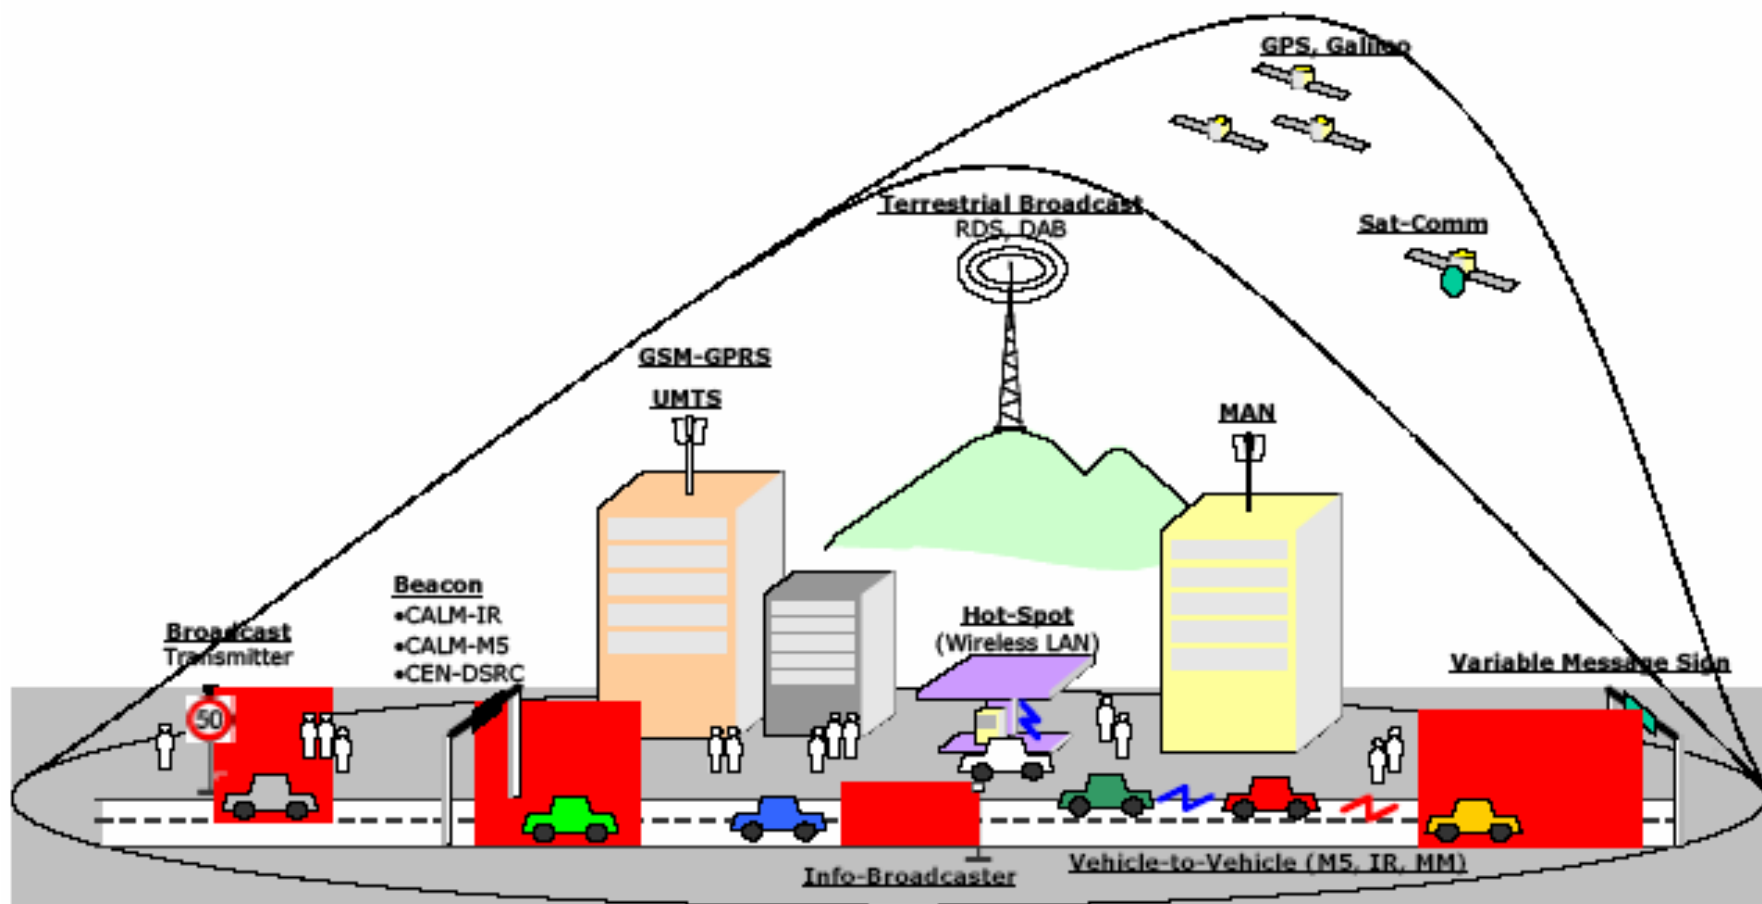 GPS, Galileo
Terrestrial Broadcast
RDS, DAB
Sat-Comm
GSM-GPRS
UMTS
MAN
Beacon
•CALM-IR
•CALM-M5
•CEN-DSRC
Broadcast
Transmitter
Hot-Spot
(Wireless LAN)
Variable Message Sign
50
Vehicle-to-Vehicle (M5, IR, MM)
Info-Broadcaster